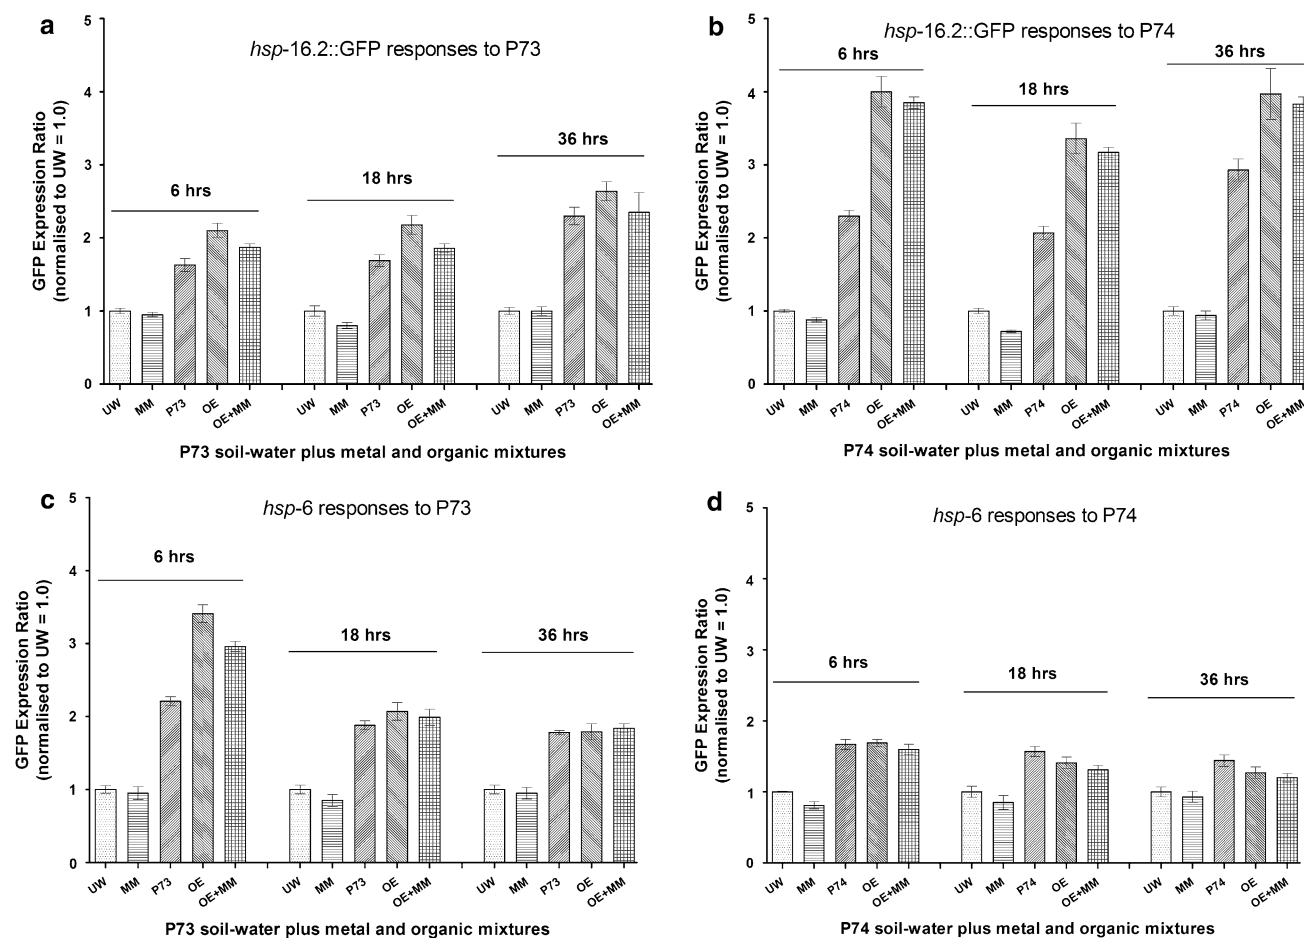 a
hsp-16.2::GFP responses to P73
GFP Expression Ratio
(normalised to UW = 1.0)
5
4
3
2
1
0
6 hrs
18 hrs
36 hrs
UW MM P73 OE OE+MM UW MM P73 OE OE+MM UW MM P73 OE OE+MM
P73 soil-water plus metal and organic mixtures
b
hsp-16.2::GFP responses to P74
GFP Expression Ratio
(normalised to UW = 1.0)
5
4
3
2
1
0
6 hrs
18 hrs
36 hrs
UW MM P74 OE OE+MM UW MM P74 OE OE+MM UW MM P74 OE OE+MM
P74 soil-water plus metal and organic mixtures
c
hsp-6 responses to P73
GFP Expression Ratio
(normalised to UW = 1.0)
5
4
3
2
1
0
6 hrs
18 hrs
36 hrs
UW MM P73 OE OE+MM UW MM P73 OE OE+MM UW MM P73 OE OE+MM
P73 soil-water plus metal and organic mixtures
d
hsp-6 responses to P74
GFP Expression Ratio
(normalised to UW = 1.0)
5
4
3
2
1
0
6 hrs
18 hrs
36 hrs
UW MM P74 OE OE+MM UW MM P74 OE OE+MM UW MM P74 OE OE+MM
P74 soil-water plus metal and organic mixtures